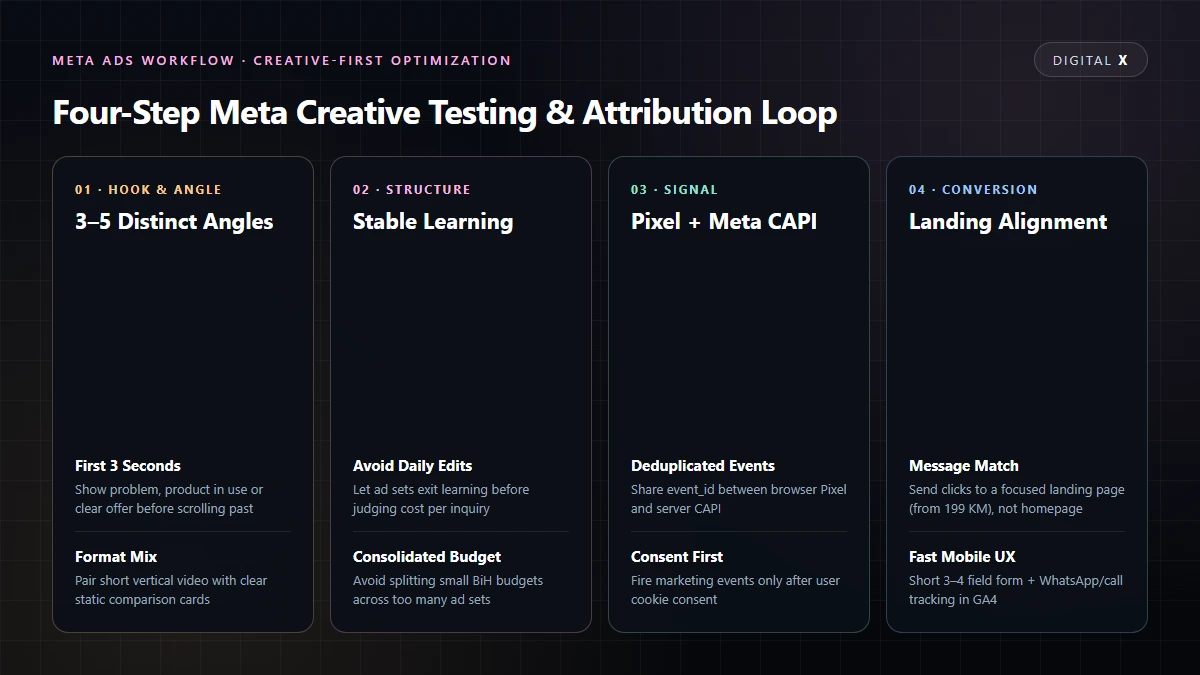 META ADS WORKFLOW · CREATIVE-FIRST OPTIMIZATION
DIGITAL X
Four-Step Meta Creative Testing & Attribution Loop
01 · HOOK & ANGLE
3–5 Distinct Angles
First 3 Seconds
Show problem, product in use or
clear offer before scrolling past
Format Mix
Pair short vertical video with clear
static comparison cards
02 · STRUCTURE
Stable Learning
Avoid Daily Edits
Let ad sets exit learning before
judging cost per inquiry
Consolidated Budget
Avoid splitting small BiH budgets
across too many ad sets
03 · SIGNAL
Pixel + Meta CAPI
Deduplicated Events
Share event_id between browser Pixel
and server CAPI
Consent First
Fire marketing events only after user
cookie consent
04 · CONVERSION
Landing Alignment
Message Match
Send clicks to a focused landing page
(from 199 KM), not homepage
Fast Mobile UX
Short 3–4 field form + WhatsApp/call
tracking in GA4